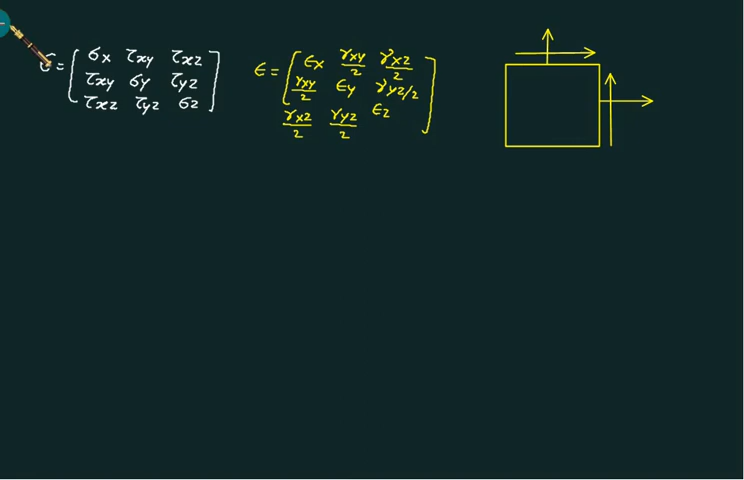 σ = [ σx τxy τxz
τxy σy τyz
τxz τyz σz ]
ε = [ εx γxy/2 γxz/2
γxy/2 εy γyz/2
γxz/2 γyz/2 εz ]